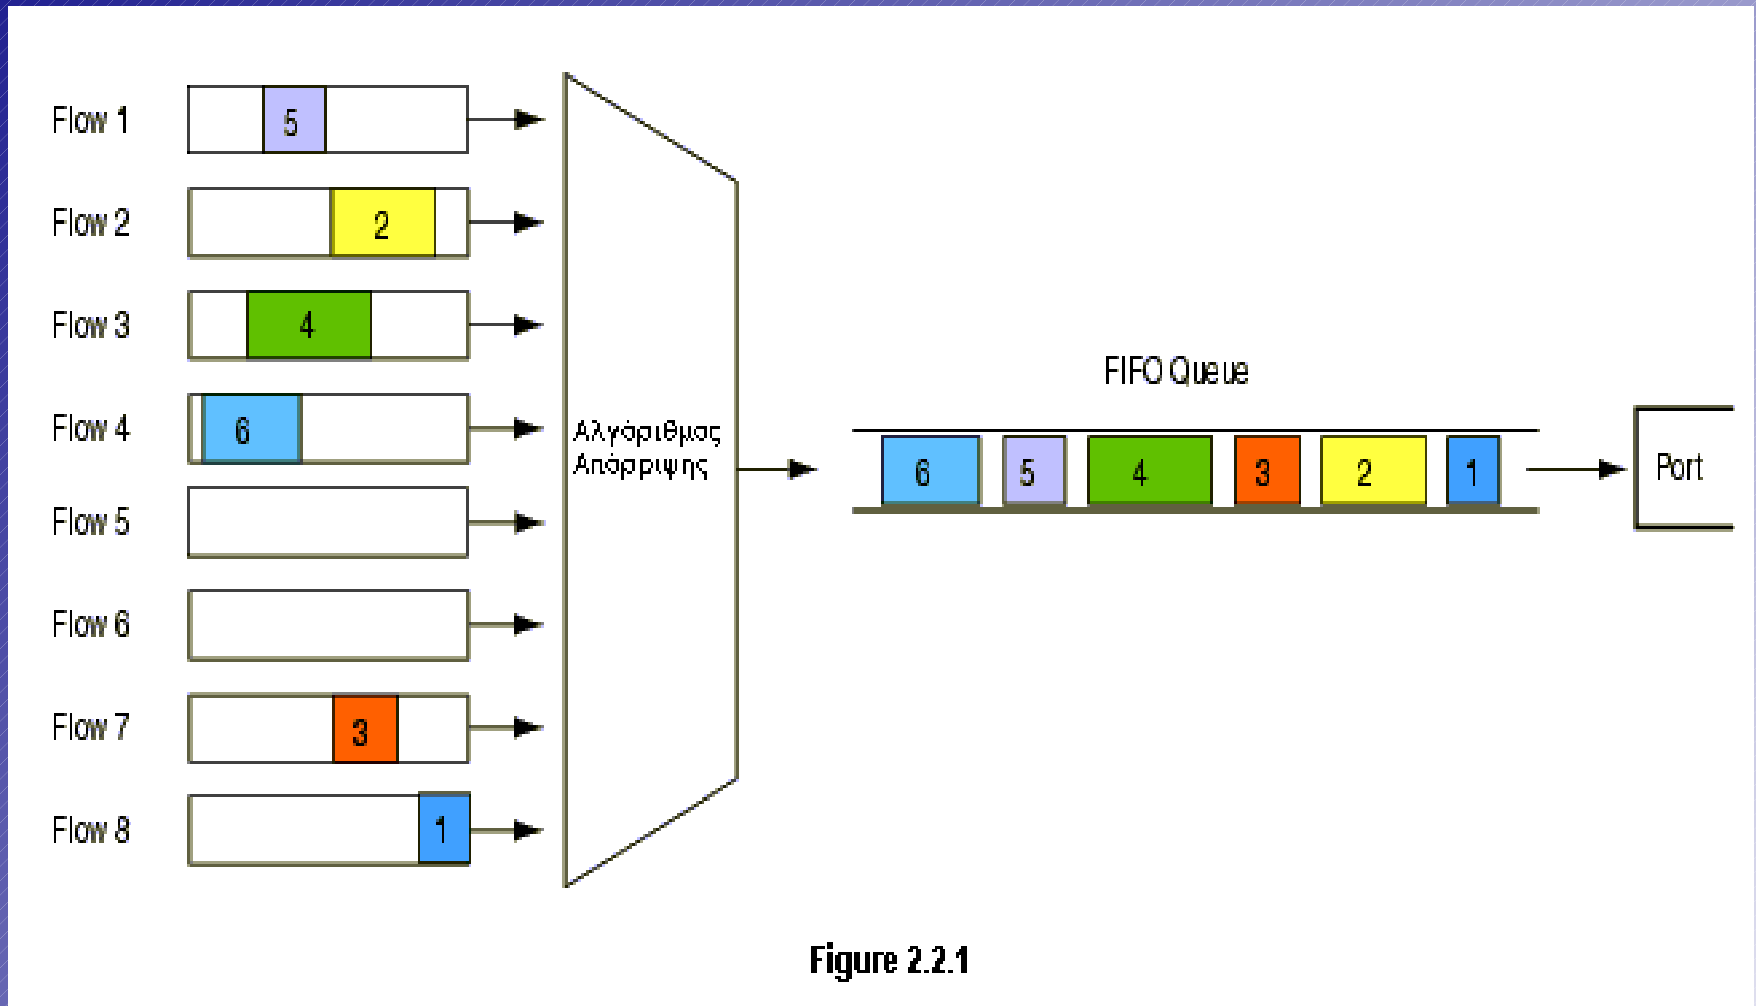 Flow 1
5
Flow 2
2
Flow 3
4
Flow 4
6
Flow 5
Flow 6
Flow 7
3
Flow 8
1
Αλγόριθμος
Απόρριψης
FIFO Queue
6 5 4 3 2 1
Port
Figure 2.2.1